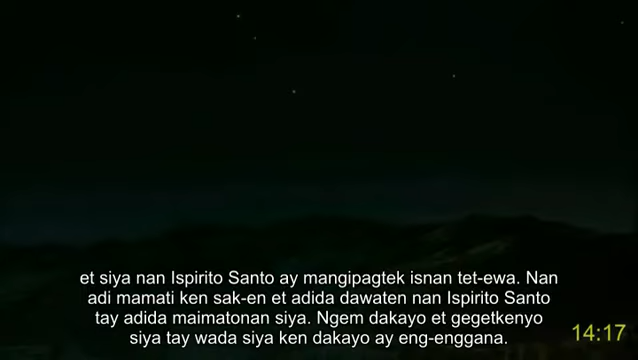 et siya nan Ispirito Santo ay mangipagtek isnan tet-ewa. Nan
adi mamati ken sak-en et adida dawaten nan Ispirito Santo
tay adida maimatonan siya. Ngem dakayo et gegetkenyo
siya tay wada siya ken dakayo ay eng-enggana.
14:17